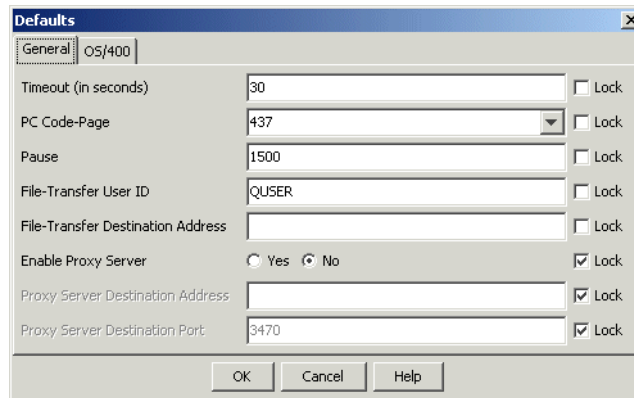 Defaults
General OS/400
Timeout (in seconds) 30 Lock
PC Code-Page 437 Lock
Pause 1500 Lock
File-Transfer User ID QUSER Lock
File-Transfer Destination Address Lock
Enable Proxy Server Yes No Lock
Proxy Server Destination Address Lock
Proxy Server Destination Port 3470 Lock
OK Cancel Help